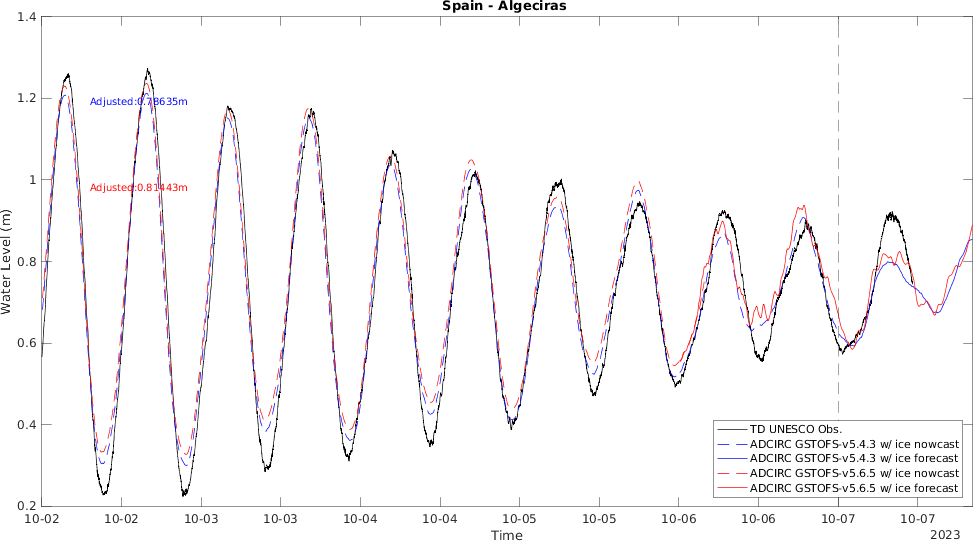 Spain - Algeciras
1.4
1.2
1
0.8
0.6
0.4
0.2
Water Level (m)
Adjusted:0.78635m
Adjusted:0.81443m
TD UNESCO Obs.
ADCIRC GSTOFS-v5.4.3 w/ ice nowcast
ADCIRC GSTOFS-v5.4.3 w/ ice forecast
ADCIRC GSTOFS-v5.6.5 w/ ice nowcast
ADCIRC GSTOFS-v5.6.5 w/ ice forecast
10-02 10-02 10-03 10-03 10-04 10-04 10-05 10-05 10-06 10-06 10-07 10-07
Time
2023